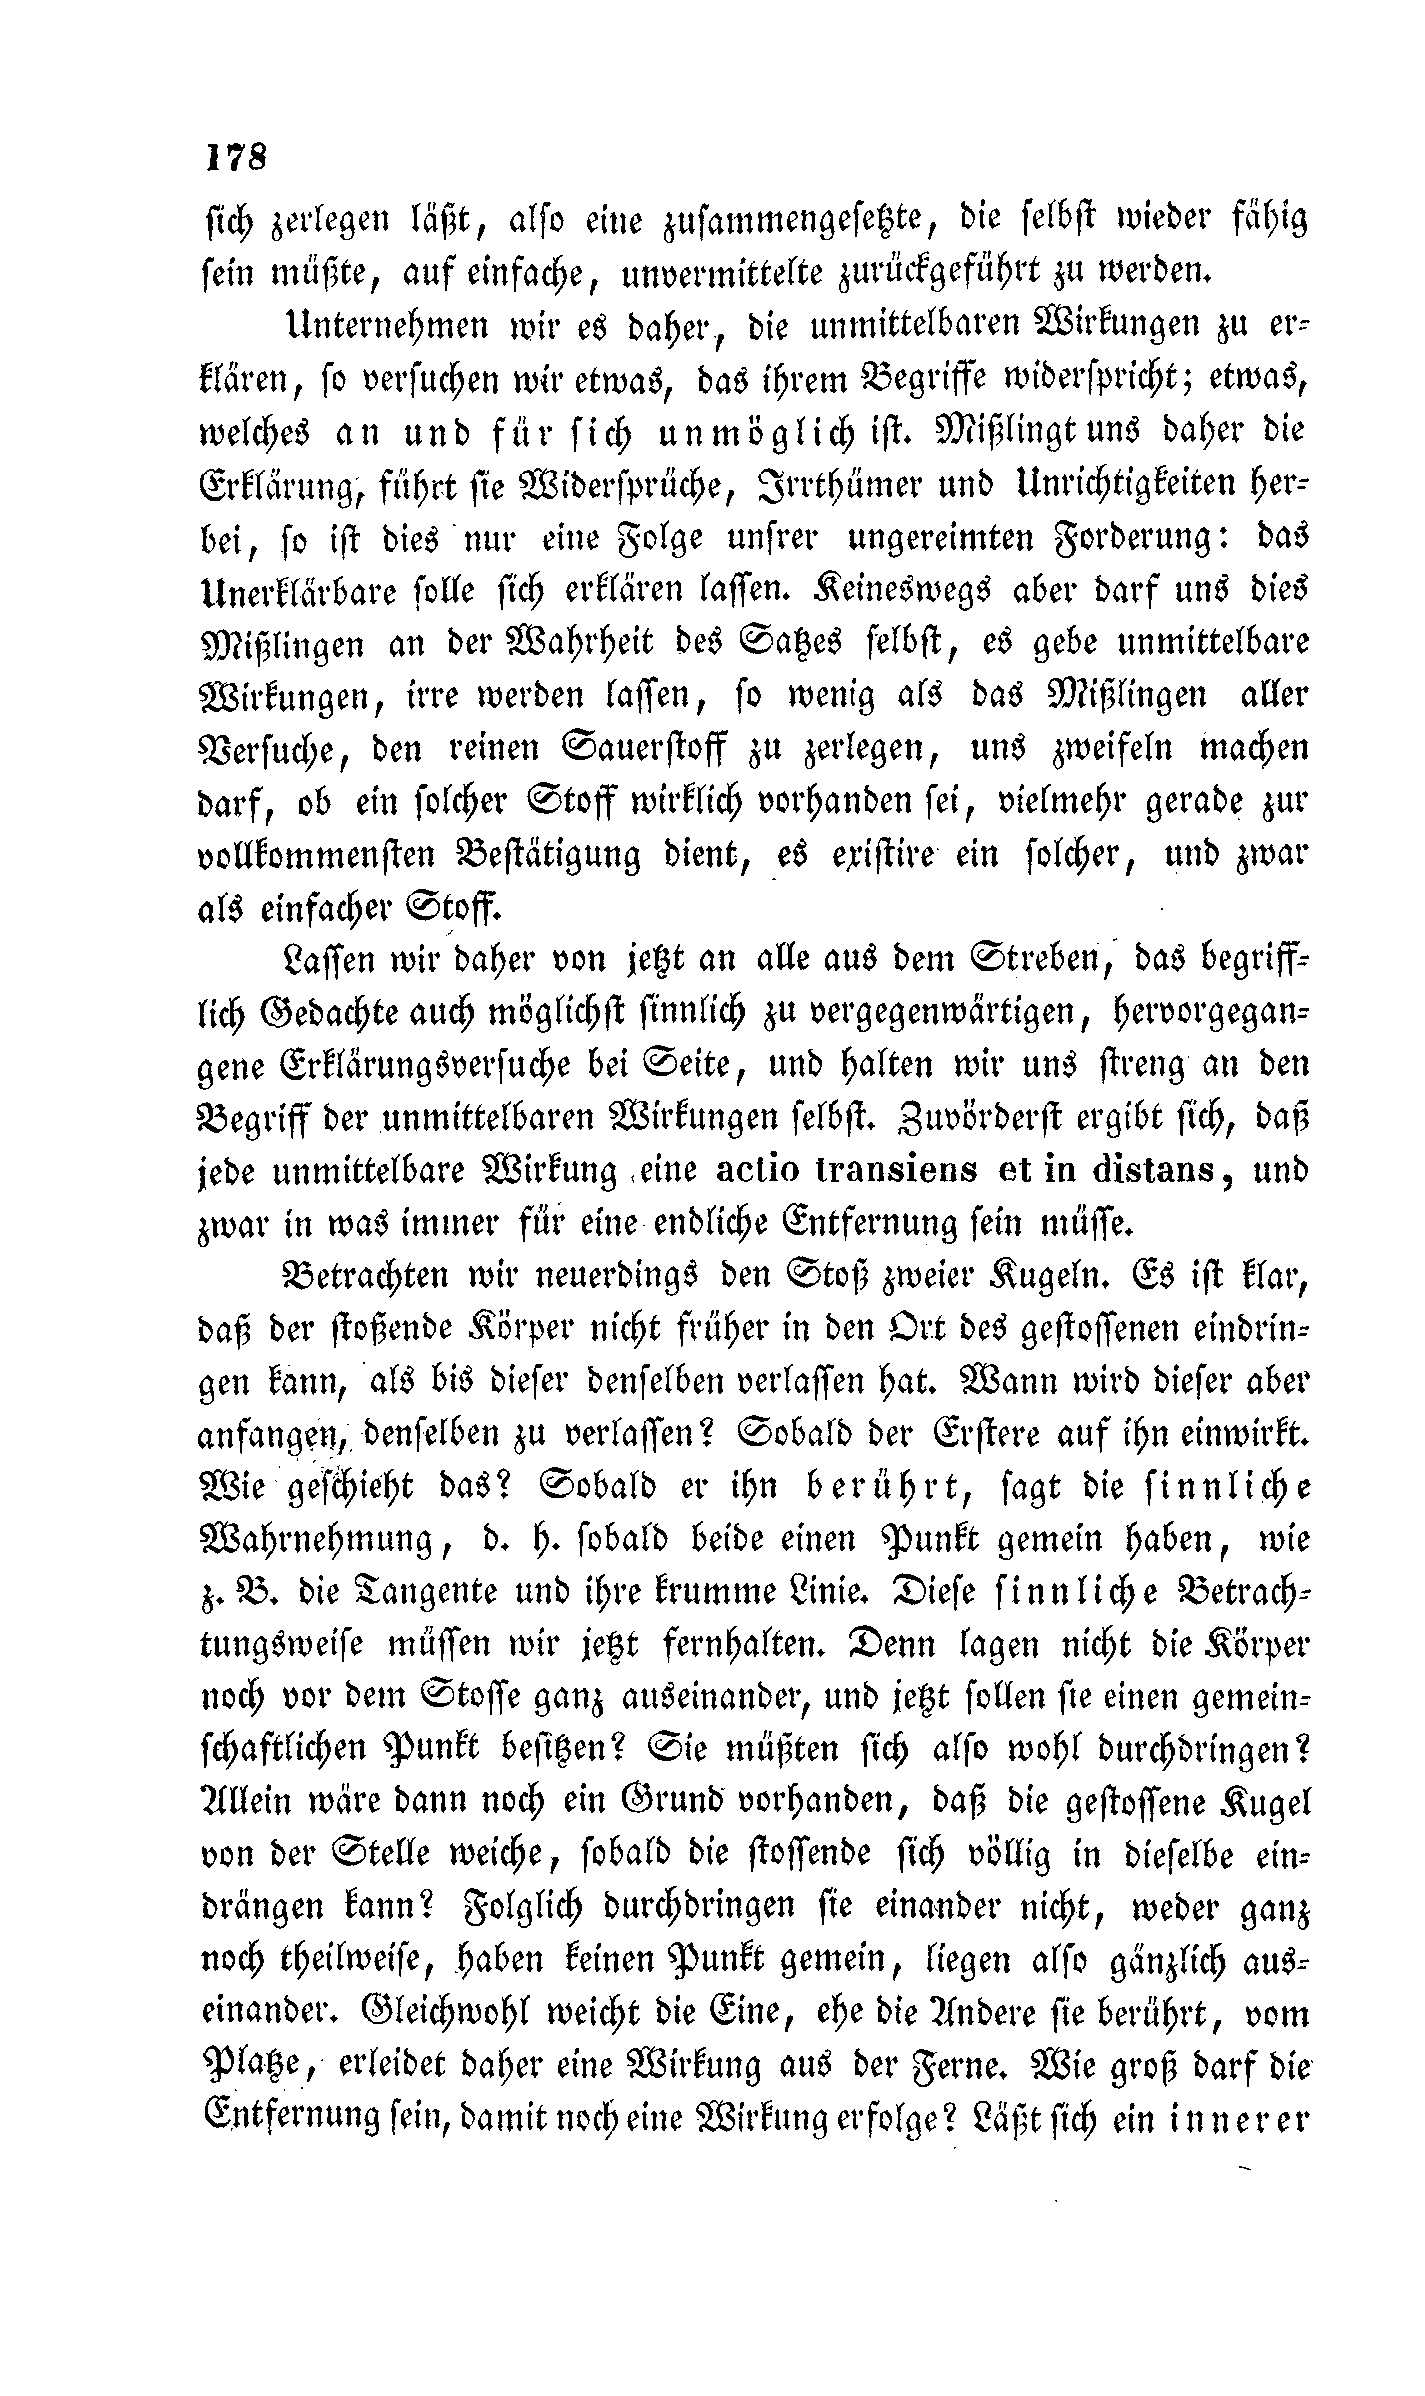 178
sich zerlegen läßt, also eine zusammengesetzte, die selbst wieder fähig
sein müßte, auf einfache, unvermittelte zurückgeführt zu werden.
Unternehmen wir es daher, die unmittelbaren Wirkungen zu er-
klären, so versuchen wir etwas, das ihrem Begriffe widerspricht; etwas,
welches an und für sich unmöglich ist. Mißlingt uns daher die
Erklärung, führt sie Widersprüche, Irrthümer und Unrichtigkeiten her-
bei, so ist dies nur eine Folge unsrer ungereimten Forderung: das
Unerklärbare solle sich erklären lassen. Keineswegs aber darf uns dies
Mißlingen an der Wahrheit des Satzes selbst, es gebe unmittelbare
Wirkungen, irre werden lassen, so wenig als das Mißlingen aller
Versuche, den reinen Sauerstoff zu zerlegen, uns zweifeln machen
darf, ob ein solcher Stoff wirklich vorhanden sei, vielmehr gerade zur
vollkommensten Bestätigung dient, es existire ein solcher, und zwar
als einfacher Stoff.
Lassen wir daher von jetzt an alle aus dem Streben, das begriff-
lich Gedachte auch möglichst sinnlich zu vergegenwärtigen, hervorgegan-
gene Erklärungsversuche bei Seite, und halten wir uns streng an den
Begriff der unmittelbaren Wirkungen selbst. Zuvörderst ergibt sich, daß
jede unmittelbare Wirkung eine actio transiens et in distans, und
zwar in was immer für eine endliche Entfernung sein müsse.
Betrachten wir neuerdings den Stoß zweier Kugeln. Es ist klar,
daß der stoßende Körper nicht früher in den Ort des gestossenen eindrin-
gen kann, als bis dieser denselben verlassen hat. Wann wird dieser aber
anfangen, denselben zu verlassen? Sobald der Erstere auf ihn einwirkt.
Wie geschieht das? Sobald er ihn berührt, sagt die sinnliche
Wahrnehmung, d. h. sobald beide einen Punkt gemein haben, wie
z. B. die Tangente und ihre krumme Linie. Diese sinnliche Betrach-
tungsweise müssen wir jetzt fernhalten. Denn lagen nicht die Körper
noch vor dem Stosse ganz auseinander, und jetzt sollen sie einen gemein-
schaftlichen Punkt besitzen? Sie müßten sich also wohl durchdringen?
Allein wäre dann noch ein Grund vorhanden, daß die gestossene Kugel
von der Stelle weiche, sobald die stossende sich völlig in dieselbe ein-
drängen kann? Folglich durchdringen sie einander nicht, weder ganz
noch theilweise, haben keinen Punkt gemein, liegen also gänzlich aus-
einander. Gleichwohl weicht die Eine, ehe die Andere sie berührt, vom
Platze, erleidet daher eine Wirkung aus der Ferne. Wie groß darf die
Entfernung sein, damit noch eine Wirkung erfolge? Läßt sich ein innerer